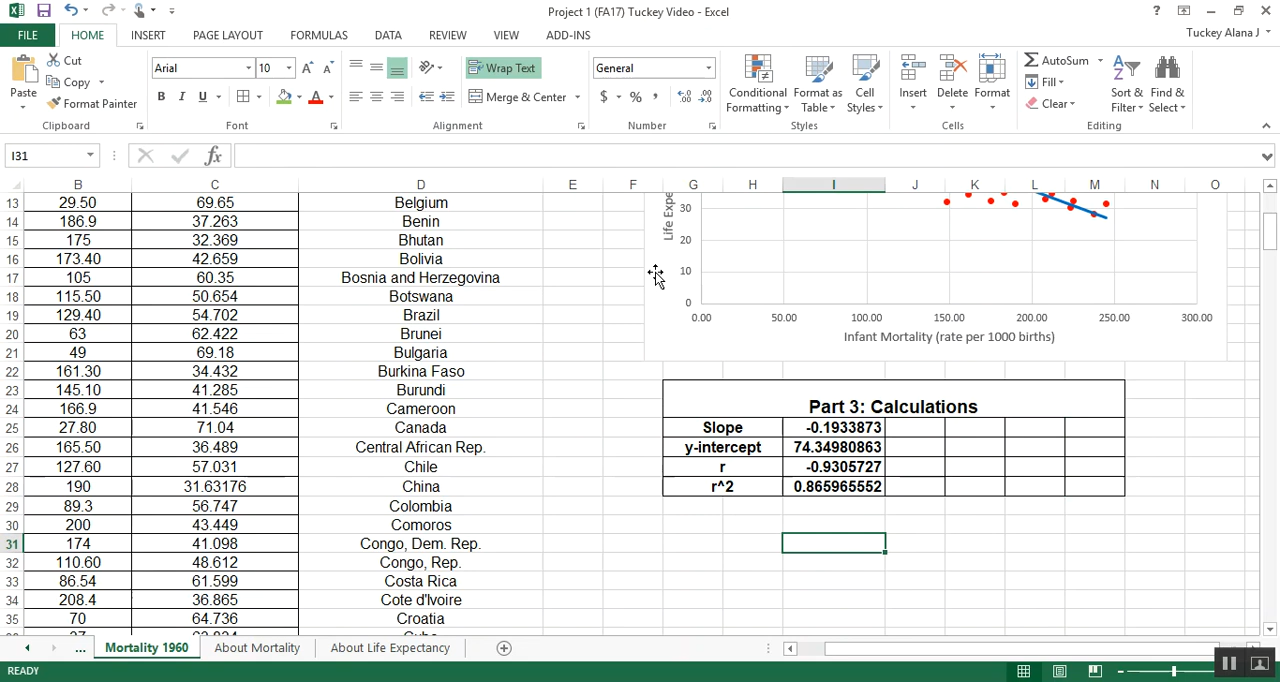 Project 1 (FA17) Tuckey Video - Excel
FILE HOME INSERT PAGE LAYOUT FORMULAS DATA REVIEW VIEW ADD-INS Tuckey Alana J
Paste Cut Copy Format Painter
Arial 10 A A B I U A
Wrap Text Merge & Center
General $ % ,
Conditional Formatting Format as Table Cell Styles
Insert Delete Format
AutoSum Fill Clear Sort & Filter Find & Select
Clipboard Font Alignment Number Styles Cells Editing
I31 fx
B C D E F G H I J K L M N O
13 29.50 69.65 Belgium
14 186.9 37.263 Benin
15 175 32.369 Bhutan
16 173.40 42.659 Bolivia
17 105 60.35 Bosnia and Herzegovina
18 115.50 50.654 Botswana
19 129.40 54.702 Brazil
20 63 62.422 Brunei
21 49 69.18 Bulgaria
22 161.30 34.432 Burkina Faso
23 145.10 41.285 Burundi
24 166.9 41.546 Cameroon
25 27.80 71.04 Canada
26 165.50 36.489 Central African Rep.
27 127.60 57.031 Chile
28 190 31.63176 China
29 89.3 56.747 Colombia
30 200 43.449 Comoros
31 174 41.098 Congo, Dem. Rep.
32 110.60 48.612 Congo, Rep.
33 86.54 61.599 Costa Rica
34 208.4 36.865 Cote d'Ivoire
35 70 64.736 Croatia
Life Expe
30
20
10
0
0.00 50.00 100.00 150.00 200.00 250.00 300.00
Infant Mortality (rate per 1000 births)
Part 3: Calculations
Slope -0.1933873
y-intercept 74.34980863
r -0.9305727
r^2 0.865965552
... Mortality 1960 About Mortality About Life Expectancy
READY